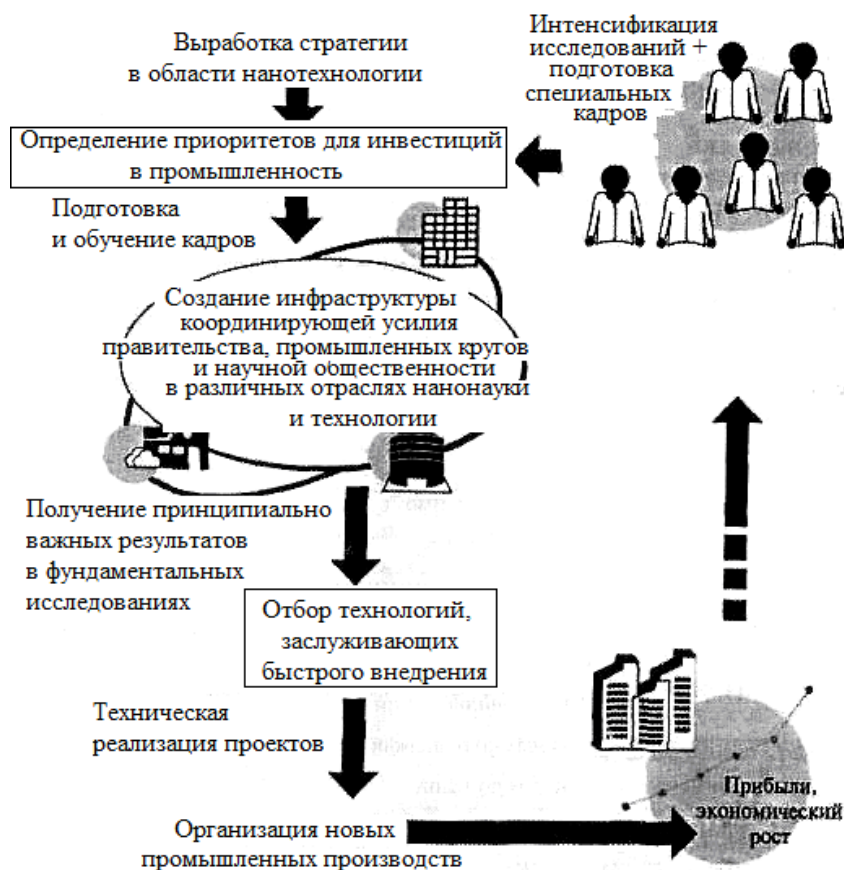 Выработка стратегии
в области нанотехнологии
Интенсификация
исследований +
подготовка
специальных
кадров
Определение приоритетов для инвестиций
в промышленность
Подготовка
и обучение кадров
Создание инфраструктуры
координирующей усилия
правительства, промышленных кругов
и научной общественности
в различных отраслях нанонауки
и технологии
Получение принципиально
важных результатов
в фундаментальных
исследованиях
Отбор технологий,
заслуживающих
быстрого внедрения
Техническая
реализация проектов
Прибыли,
экономический
рост
Организация новых
промышленных производств